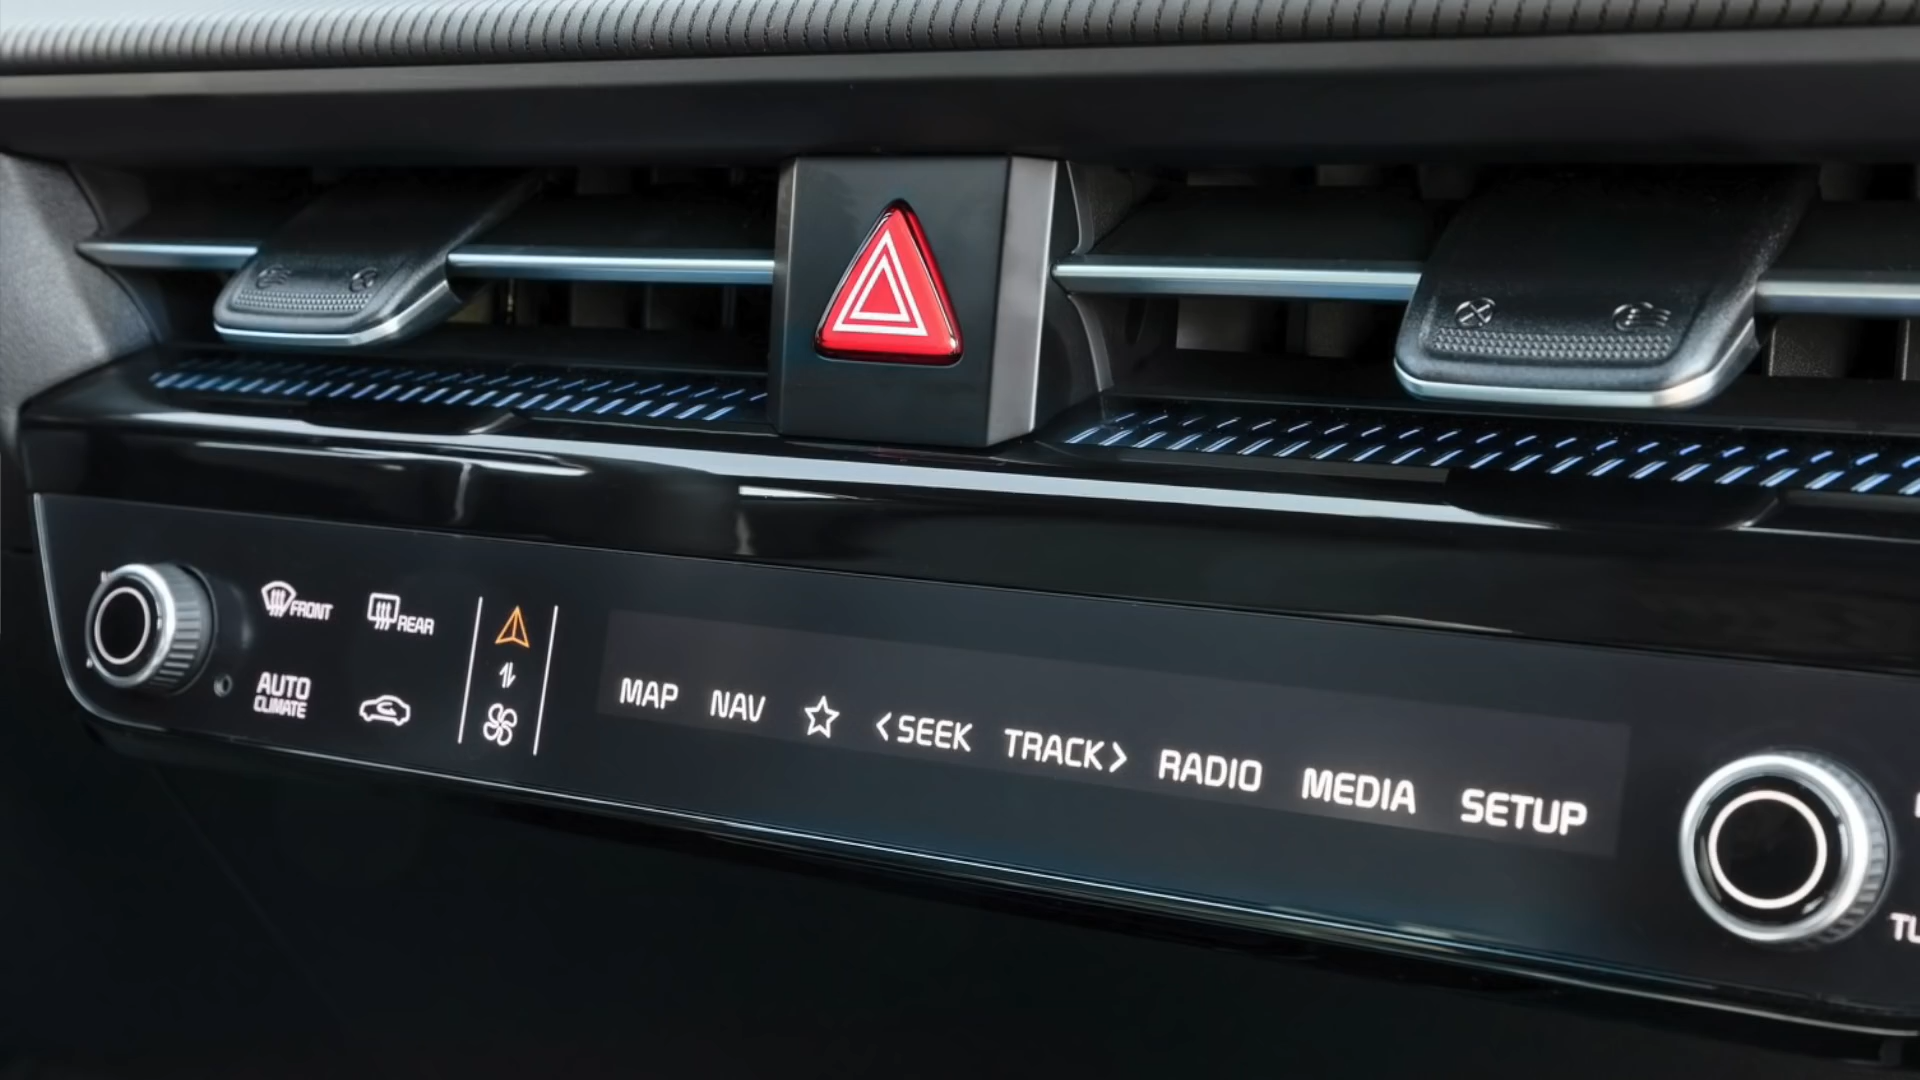 FRONT
REAR
AUTO
CLIMATE
MAP NAV <SEEK TRACK> RADIO MEDIA SETUP